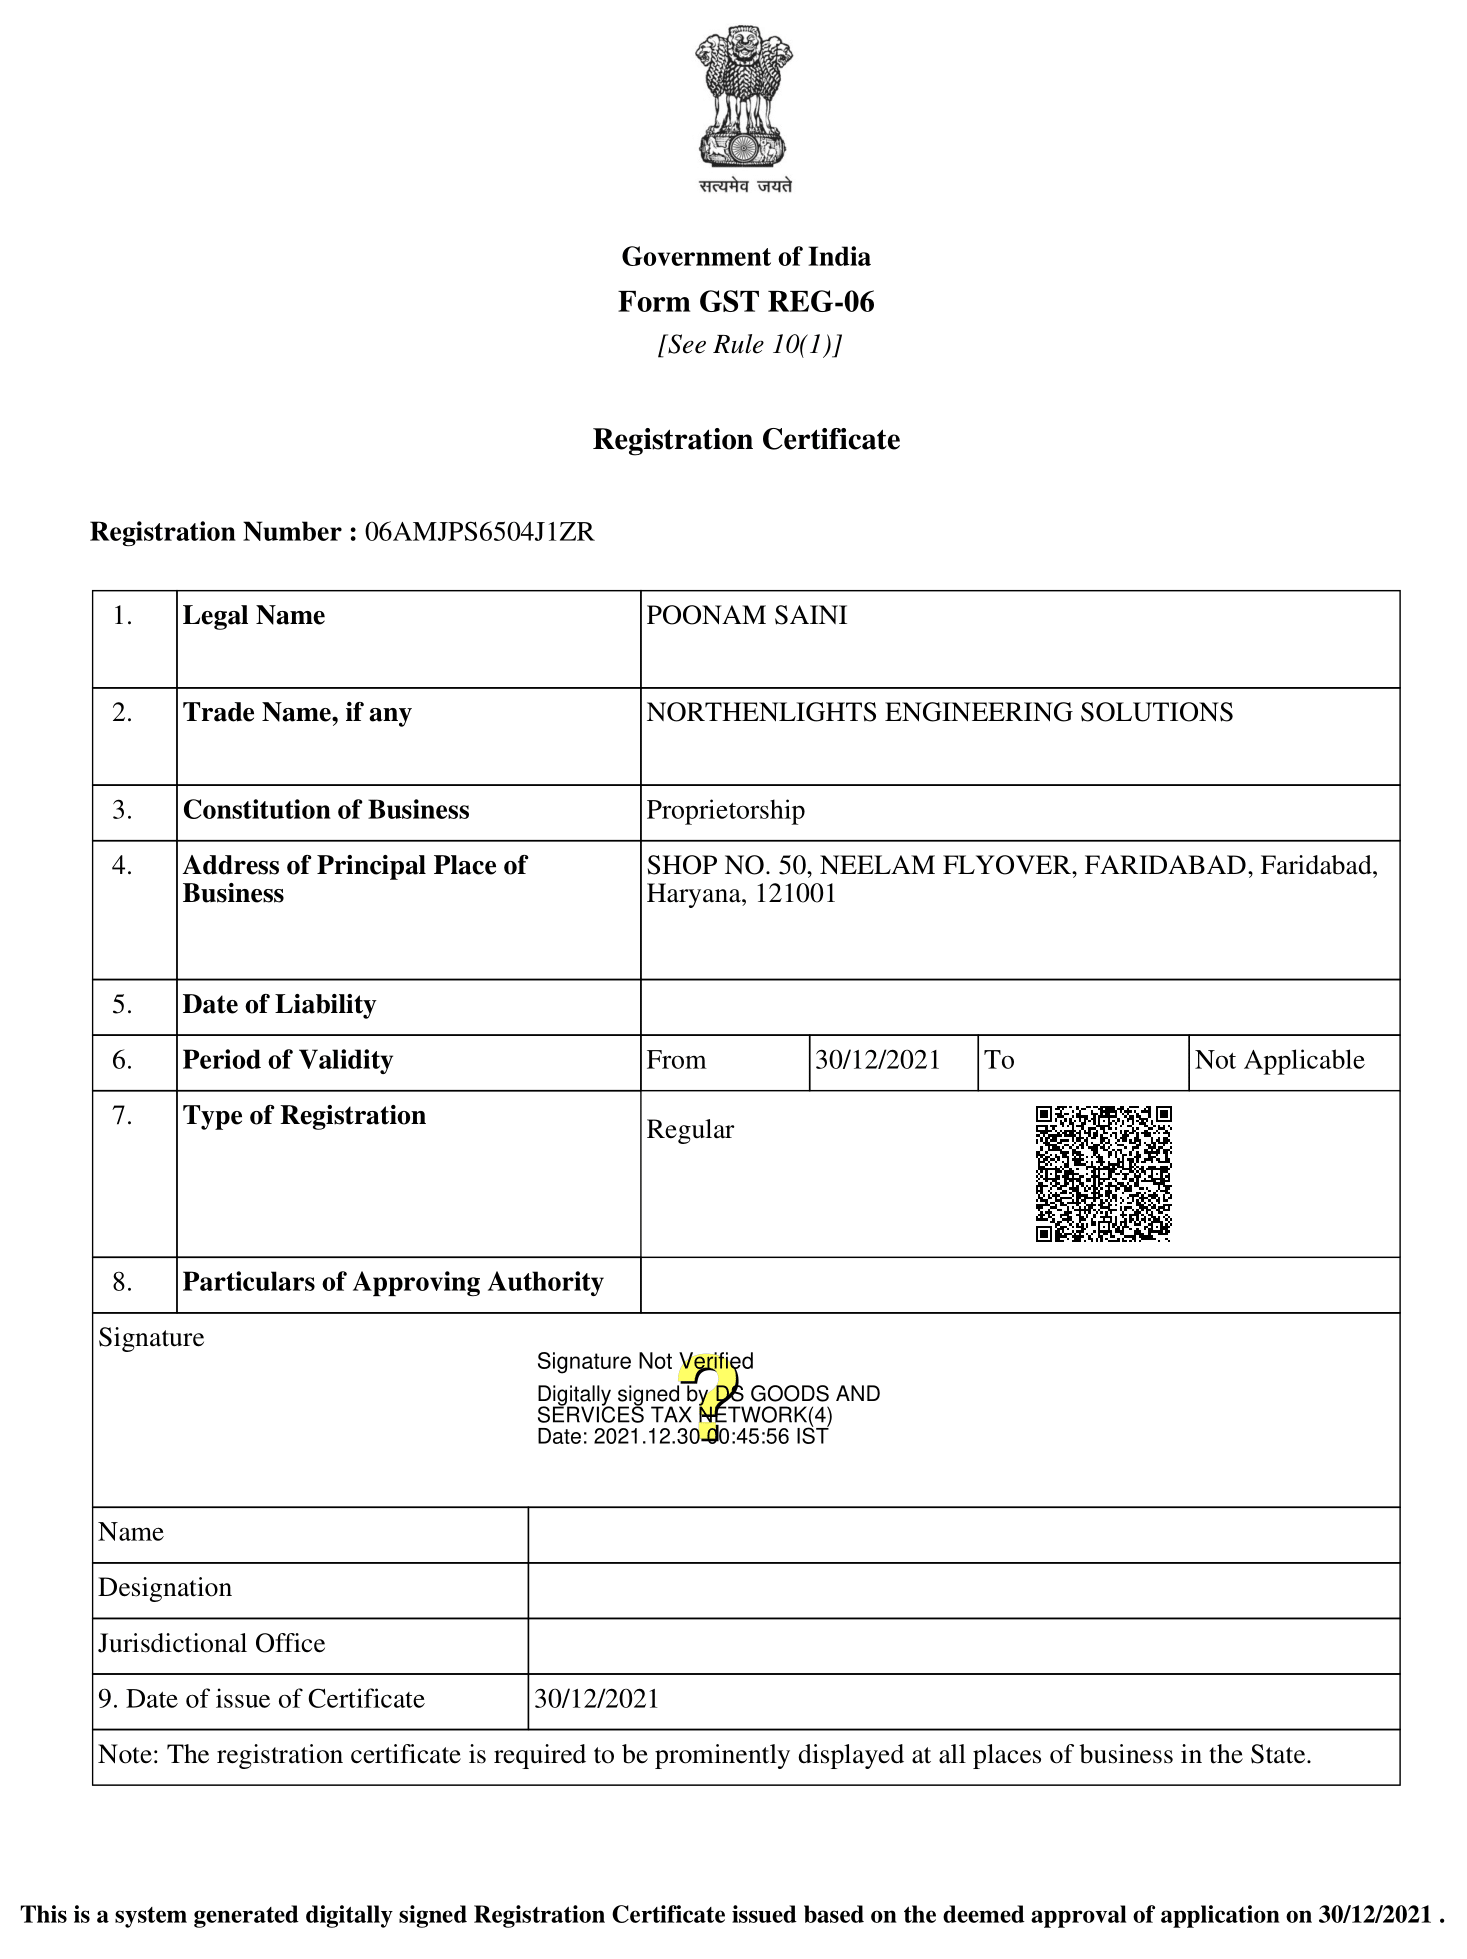 सत्यमेव जयते
Government of India
Form GST REG-06
[See Rule 10(1)]
Registration Certificate
Registration Number : 06AMJPS6504J1ZR
1. Legal Name POONAM SAINI
2. Trade Name, if any NORTHENLIGHTS ENGINEERING SOLUTIONS
3. Constitution of Business Proprietorship
4. Address of Principal Place of SHOP NO. 50, NEELAM FLYOVER, FARIDABAD, Faridabad,
Business Haryana, 121001
5. Date of Liability
6. Period of Validity From 30/12/2021 To Not Applicable
7. Type of Registration Regular
8. Particulars of Approving Authority
Signature
Signature Not Verified
Digitally signed by DS GOODS AND
SERVICES TAX NETWORK(4)
Date: 2021.12.30 00:45:56 IST
Name
Designation
Jurisdictional Office
9. Date of issue of Certificate 30/12/2021
Note: The registration certificate is required to be prominently displayed at all places of business in the State.
This is a system generated digitally signed Registration Certificate issued based on the deemed approval of application on 30/12/2021 .